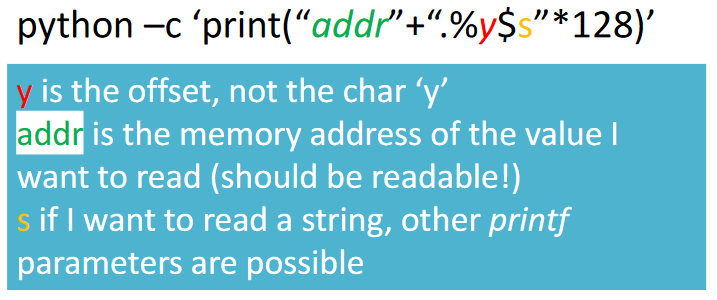 python –c ‘print(“addr”+“.%y$s”*128)’
y is the offset, not the char ‘y’
addr is the memory address of the value I
want to read (should be readable!)
s if I want to read a string, other printf
parameters are possible